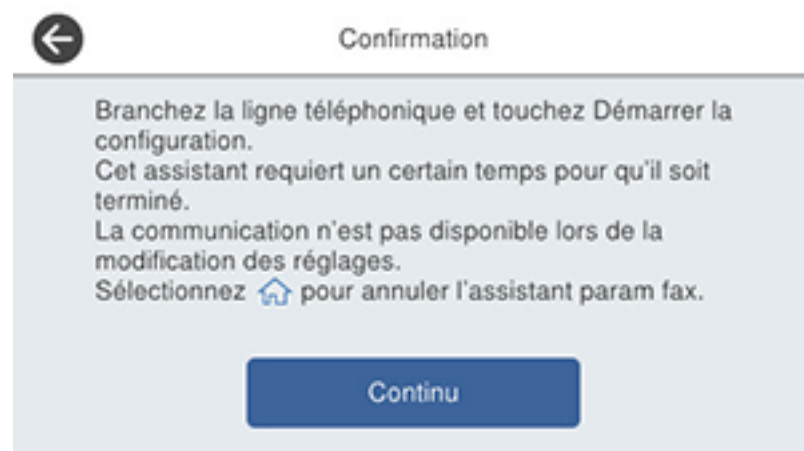 Confirmation
Branchez la ligne téléphonique et touchez Démarrer la
configuration.
Cet assistant requiert un certain temps pour qu'il soit
terminé.
La communication n'est pas disponible lors de la
modification des réglages.
Sélectionnez pour annuler l'assistant param fax.
Continu